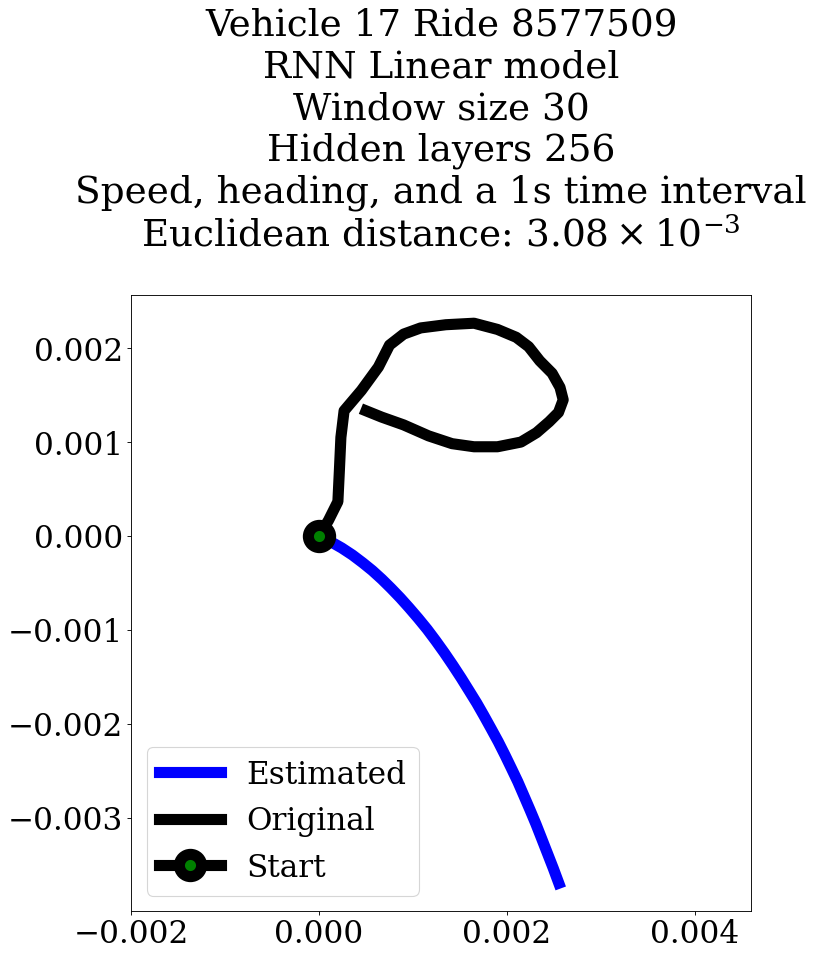 Vehicle 17 Ride 8577509
RNN Linear model
Window size 30
Hidden layers 256
Speed, heading, and a 1s time interval
Euclidean distance: 3.08 × 10⁻³
0.002
0.001
0.000
−0.001
−0.002
−0.003
Estimated
Original
Start
−0.002 0.000 0.002 0.004